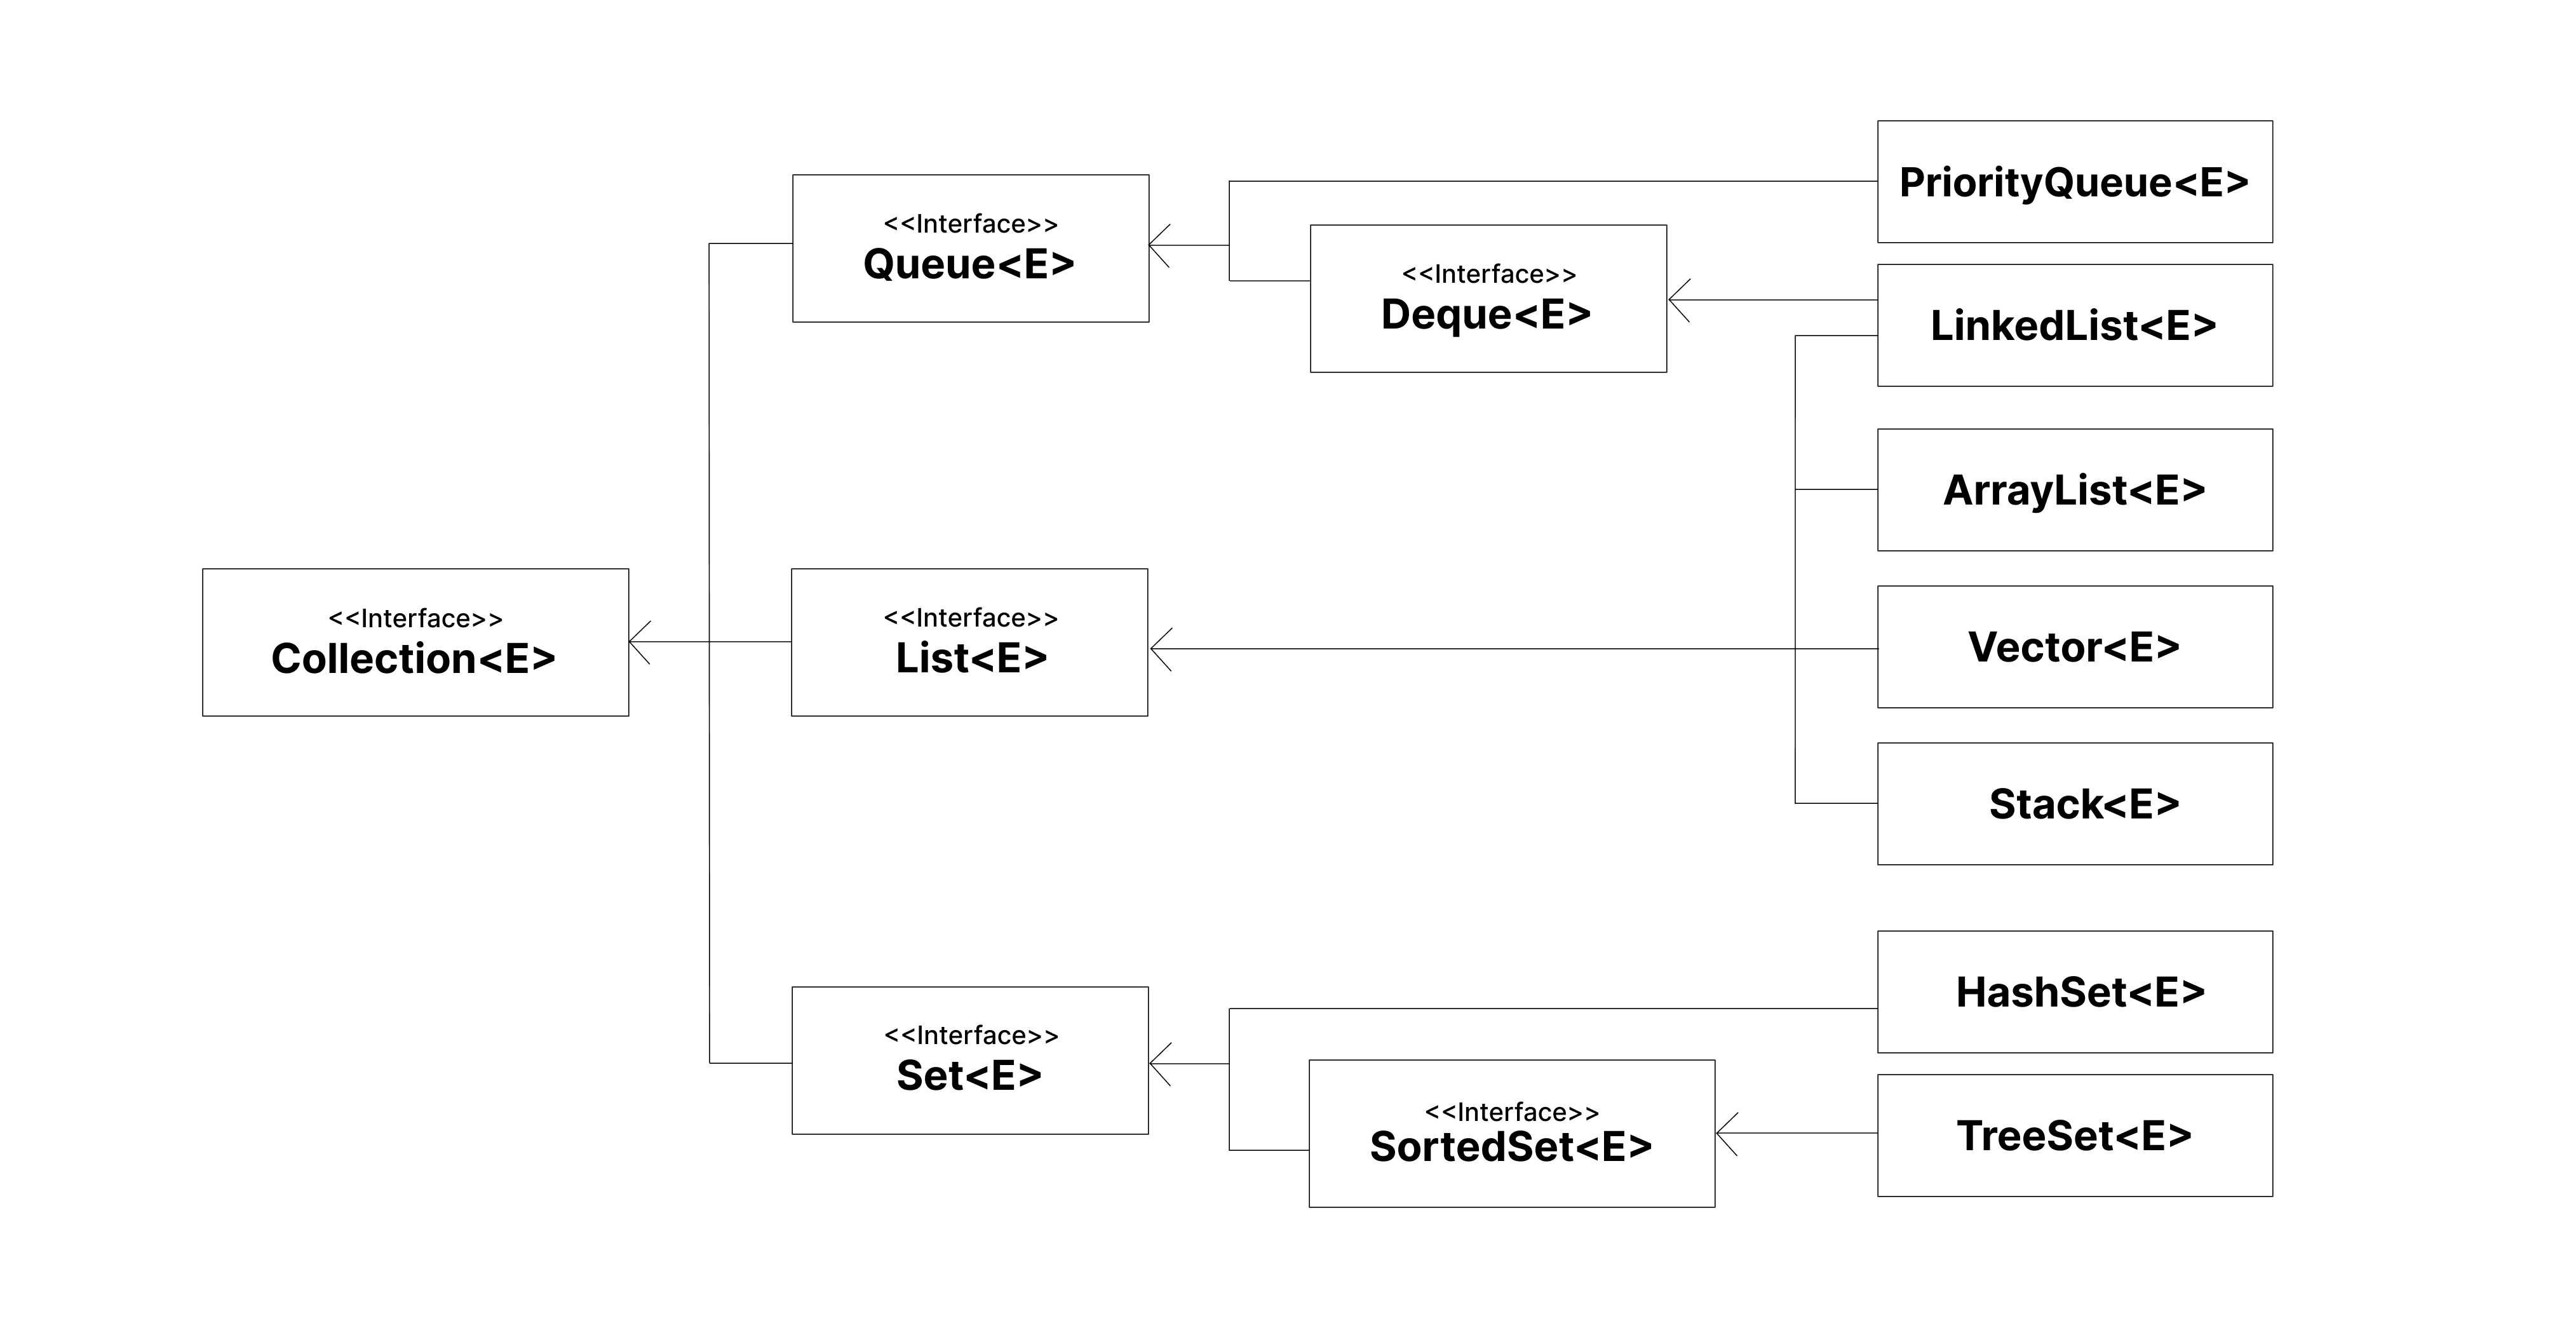 <<Interface>>
Collection<E>
<<Interface>>
Queue<E>
<<Interface>>
List<E>
<<Interface>>
Set<E>
<<Interface>>
Deque<E>
<<Interface>>
SortedSet<E>
PriorityQueue<E>
LinkedList<E>
ArrayList<E>
Vector<E>
Stack<E>
HashSet<E>
TreeSet<E>